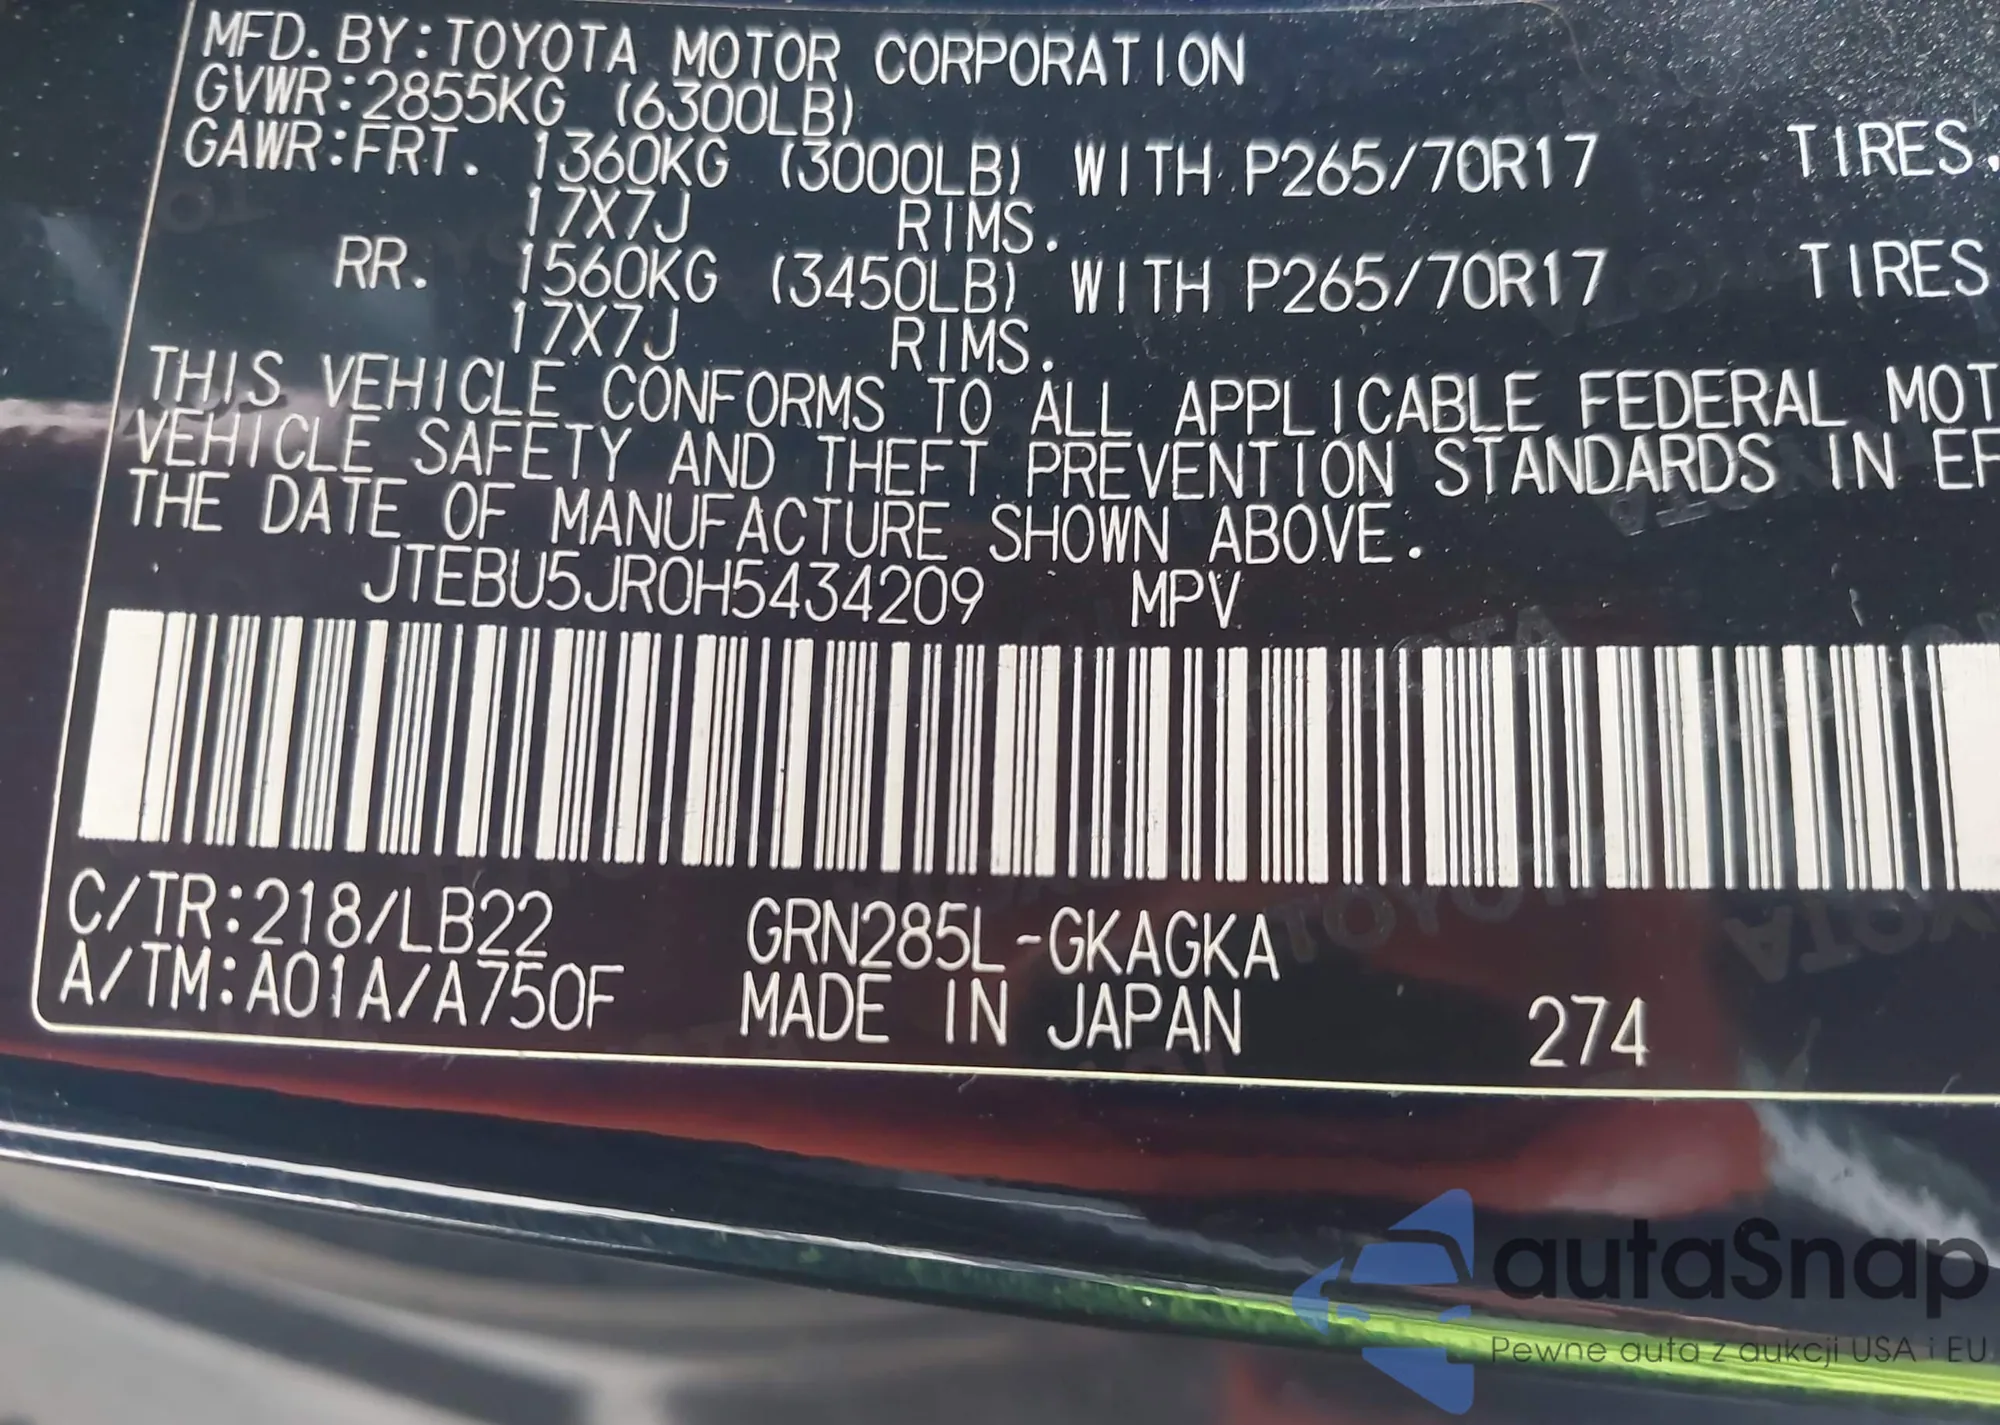 MFD.BY:TOYOTA MOTOR CORPORATION
GVWR:2855KG (6300LB)
GAWR:FRT. 1360KG (3000LB) WITH P265/70R17 TIRES,
17X7J RIMS.
RR. 1560KG (3450LB) WITH P265/70R17 TIRES
17X7J RIMS.
THIS VEHICLE CONFORMS TO ALL APPLICABLE FEDERAL MOT
VEHICLE SAFETY AND THEFT PREVENTION STANDARDS IN EF
THE DATE OF MANUFACTURE SHOWN ABOVE.
JTEBU5JR0H5434209 MPV
C/TR:218/LB22 GRN285L-GKAGKA
A/TM:A01A/A750F MADE IN JAPAN 274
autaSnap
Pewne auta z aukcji USA i EU